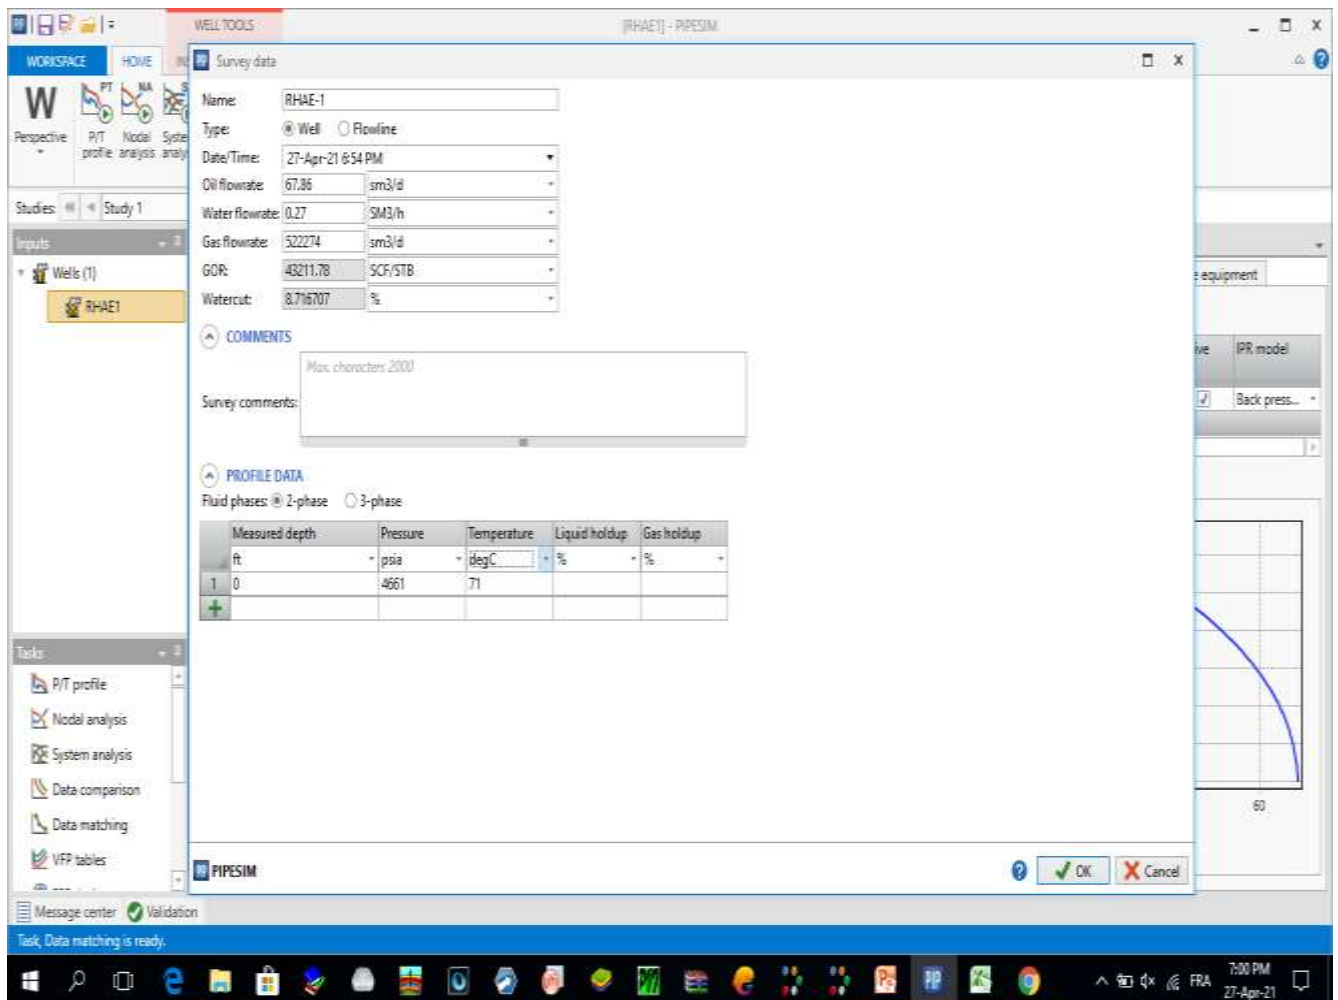 WELL TOOLS
[RHAE1] - PIPESIM
WORKSPACE HOME
Survey data
Name: RHAE-1
Type: Well Flowline
Date/Time: 27-Apr-21 6:54 PM
Oil flowrate: 67.86 sm3/d
Water flowrate: 0.27 SM3/h
Gas flowrate: 522274 sm3/d
GOR: 43211.78 SCF/STB
Watercut: 8.716707 %
COMMENTS
Max. characters 2000
Survey comments:
PROFILE DATA
Fluid phases: 2-phase 3-phase
Measured depth Pressure Temperature Liquid holdup Gas holdup
ft psia degC % %
1 0 4661 71
PIPESIM
OK Cancel
W
PT NA S
Perspective P/T profile Nodal analysis Syste analy
Studies: Study 1
Inputs
Wells (1)
RHAE1
e equipment
ive IPR model
Back press...
60
Tasks
P/T profile
Nodal analysis
System analysis
Data comparison
Data matching
VFP tables
Message center Validation
Task, Data matching is ready.
PIP
FRA
7:00 PM
27-Apr-21